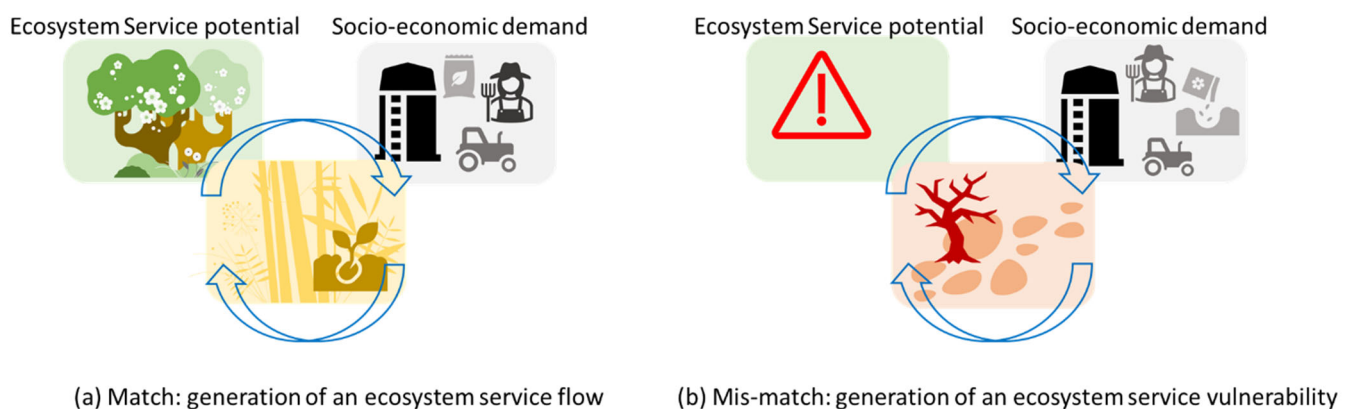 Ecosystem Service potential
Socio-economic demand
Ecosystem Service potential
Socio-economic demand
(a) Match: generation of an ecosystem service flow
(b) Mis-match: generation of an ecosystem service vulnerability